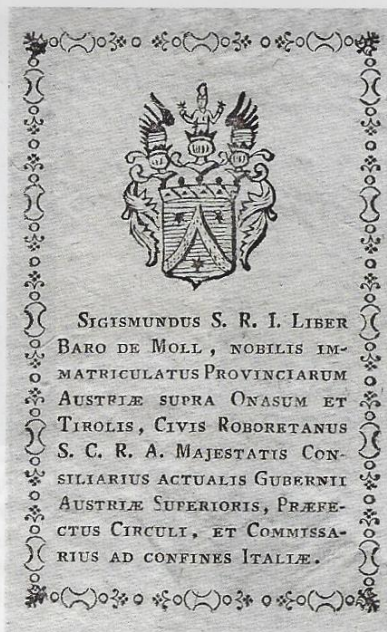 SIGISMUNDUS S. R. I. LIBER
BARO DE MOLL, NOBILIS IM-
MATRICULATUS PROVINCIARUM
AUSTRIÆ SUPRA ONASUM ET
TIROLIS, CIVIS ROBORETANUS
S. C. R. A. MAJESTATIS CON-
SILIARIUS ACTUALIS GUBERNII
AUSTRIÆ SUPERIORIS, PRÆFE-
CTUS CIRCULI, ET COMMISSA-
RIUS AD CONFINES ITALIÆ.